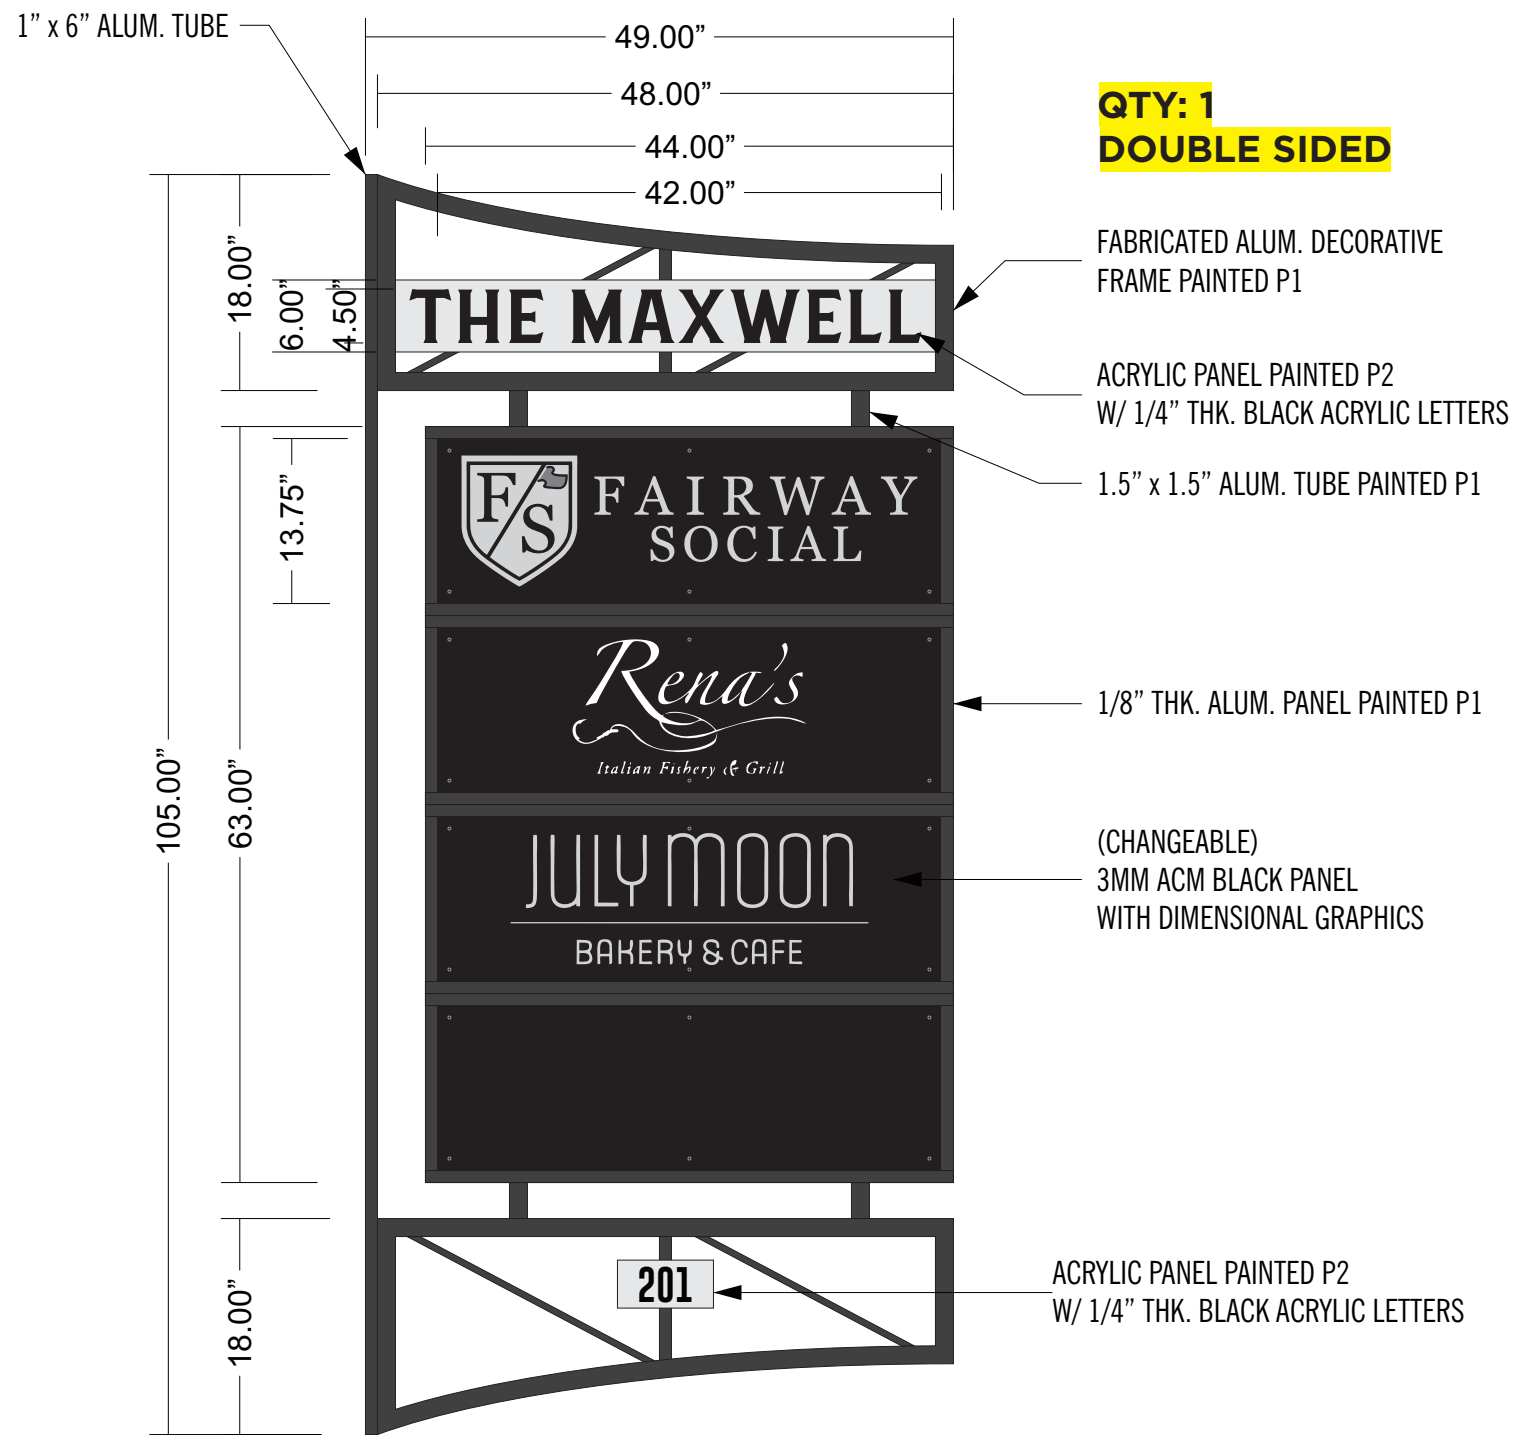 1” x 6” ALUM. TUBE
49.00”
48.00”
44.00”
42.00”
QTY: 1
DOUBLE SIDED
FABRICATED ALUM. DECORATIVE
FRAME PAINTED P1
18.00”
6.00”
4.50”
THE MAXWELL
ACRYLIC PANEL PAINTED P2
W/ 1/4” THK. BLACK ACRYLIC LETTERS
1.5” x 1.5” ALUM. TUBE PAINTED P1
13.75”
F/S
FAIRWAY
SOCIAL
Rena's
Italian Fishery & Grill
1/8” THK. ALUM. PANEL PAINTED P1
105.00”
63.00”
JULY MOON
BAKERY & CAFE
(CHANGEABLE)
3MM ACM BLACK PANEL
WITH DIMENSIONAL GRAPHICS
18.00”
201
ACRYLIC PANEL PAINTED P2
W/ 1/4” THK. BLACK ACRYLIC LETTERS